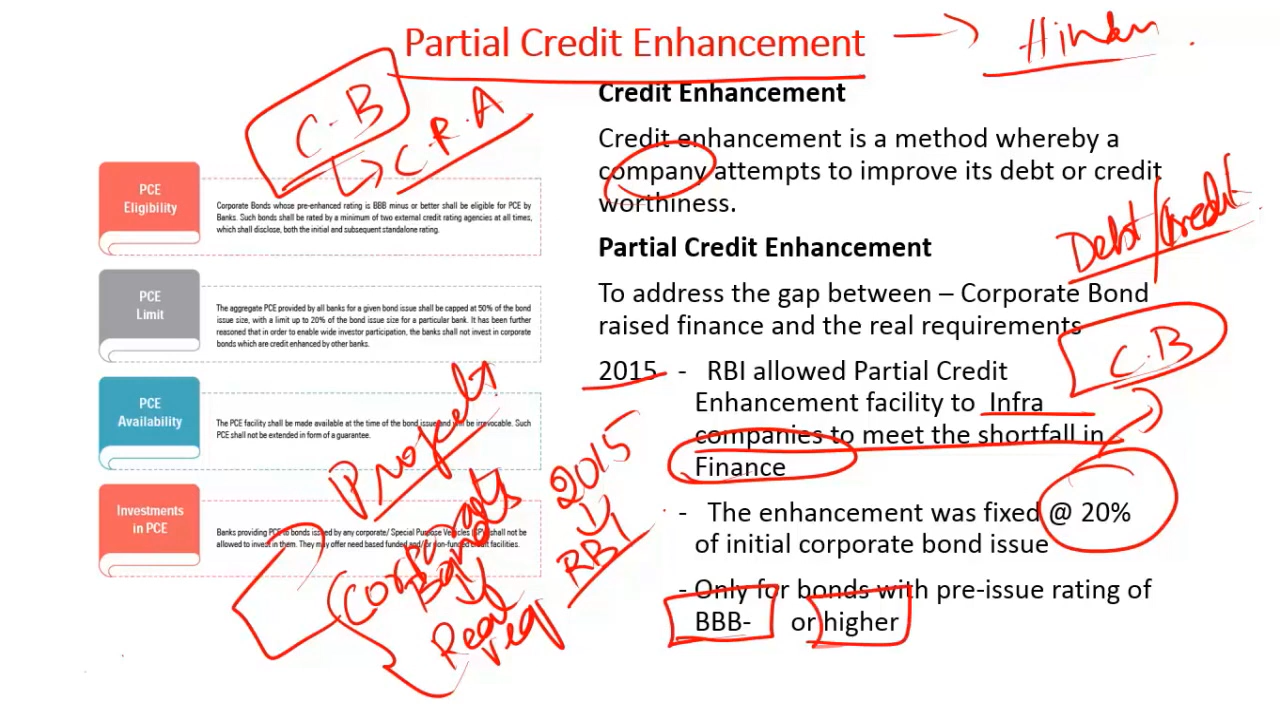 Partial Credit Enhancement
Hindu
C.B
C.R.A
PCE
Eligibility
Corporate Bonds whose pre-enhanced rating is BBB minus or better shall be eligible for PCE by
Banks. Such bonds shall be rated by a minimum of two external credit rating agencies at all times,
which shall disclose, both the initial and subsequent standalone rating.
PCE
Limit
The aggregate PCE provided by all banks for a given bond issue shall be capped at 50% of the bond
issue size, with a limit up to 20% of the bond issue size for a particular bank. It has been further
reasoned that in order to enable wide investor participation, the banks shall not invest in corporate
bonds which are credit enhanced by other banks.
PCE
Availability
The PCE facility shall be made available at the time of the bond issue and will be irrevocable. Such
PCE shall not be extended in form of a guarantee.
Investments
in PCE
Banks providing PCE to bonds issued by any corporate/ Special Purpose Vehicles (SPV) shall not be
allowed to invest in them. They may offer need based funded and/or non-funded credit facilities.
Project
Corporate
Bonds
Real
req
2015
RBI
Credit Enhancement
Credit enhancement is a method whereby a
company attempts to improve its debt or credit
worthiness.
Debt/Credit
Partial Credit Enhancement
To address the gap between – Corporate Bond
raised finance and the real requirements
C.B
2015 - RBI allowed Partial Credit
Enhancement facility to Infra
companies to meet the shortfall in
Finance
- The enhancement was fixed @ 20%
of initial corporate bond issue
- Only for bonds with pre-issue rating of
BBB- or higher